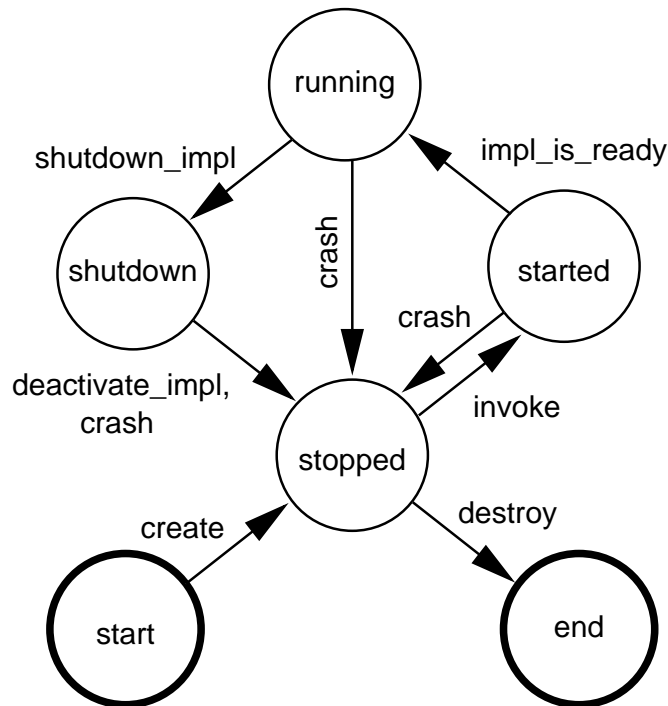 running
shutdown_impl
impl_is_ready
crash
shutdown
started
crash
deactivate_impl,
crash
invoke
stopped
create
destroy
start
end